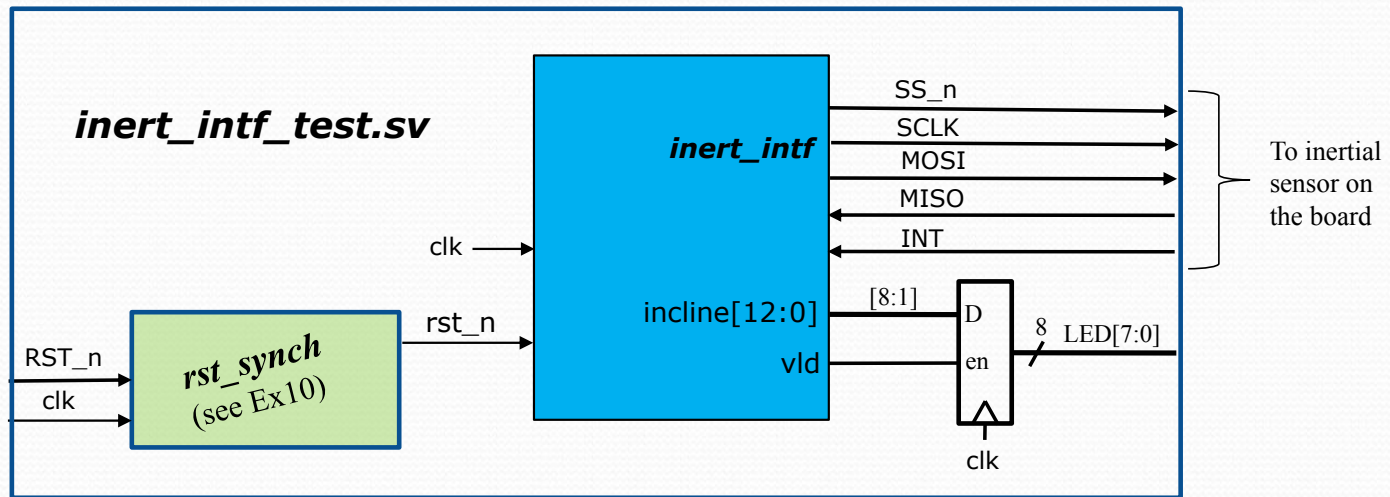 inert_intf_test.sv
inert_intf
SS_n
SCLK
MOSI
MISO
INT
To inertial
sensor on
the board
clk
rst_n
incline[12:0]
vld
[8:1]
D
en
8
LED[7:0]
clk
RST_n
clk
rst_synch
(see Ex10)